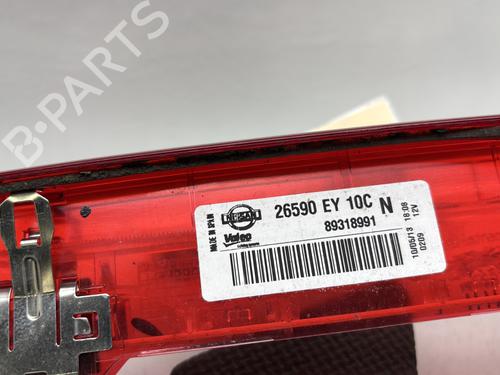 B-PARTS
MADE IN SPAIN
NISSAN
Valeo
26590 EY 10C N
89318991
10/05/13 18:08
0209 12V